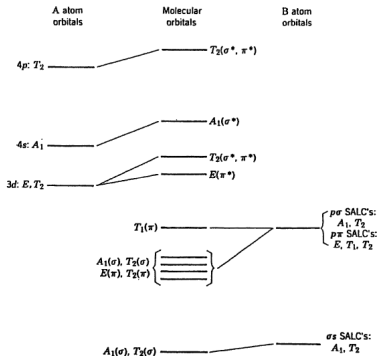 A atom
orbitals
Molecular
orbitals
B atom
orbitals
4p: T₂
T₂(σ*, π*)
4s: A₁
A₁(σ*)
3d: E, T₂
T₂(σ*, π*)
E(π*)
T₁(π)
pσ SALC's:
A₁, T₂
pπ SALC's:
E, T₁, T₂
A₁(σ), T₂(σ)
E(π), T₂(π)
A₁(σ), T₂(σ)
σs SALC's:
A₁, T₂